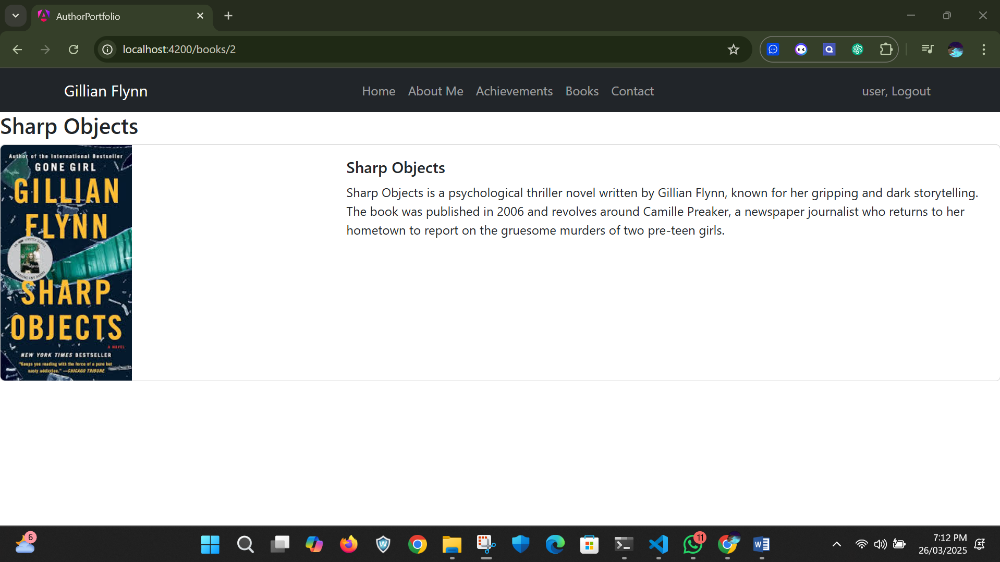 AuthorPortfolio
localhost:4200/books/2
Gillian Flynn
Home
About Me
Achievements
Books
Contact
user, Logout
Sharp Objects
Author of the International Bestseller
GONE GIRL
GILLIAN
FLYNN
SHARP
OBJECTS
A NOVEL
NEW YORK TIMES BESTSELLER
"Keeps you reading with the force of a pure but
nasty addiction." —CHICAGO TRIBUNE
Sharp Objects
Sharp Objects is a psychological thriller novel written by Gillian Flynn, known for her gripping and dark storytelling.
The book was published in 2006 and revolves around Camille Preaker, a newspaper journalist who returns to her
hometown to report on the gruesome murders of two pre-teen girls.
6
11
7:12 PM
26/03/2025